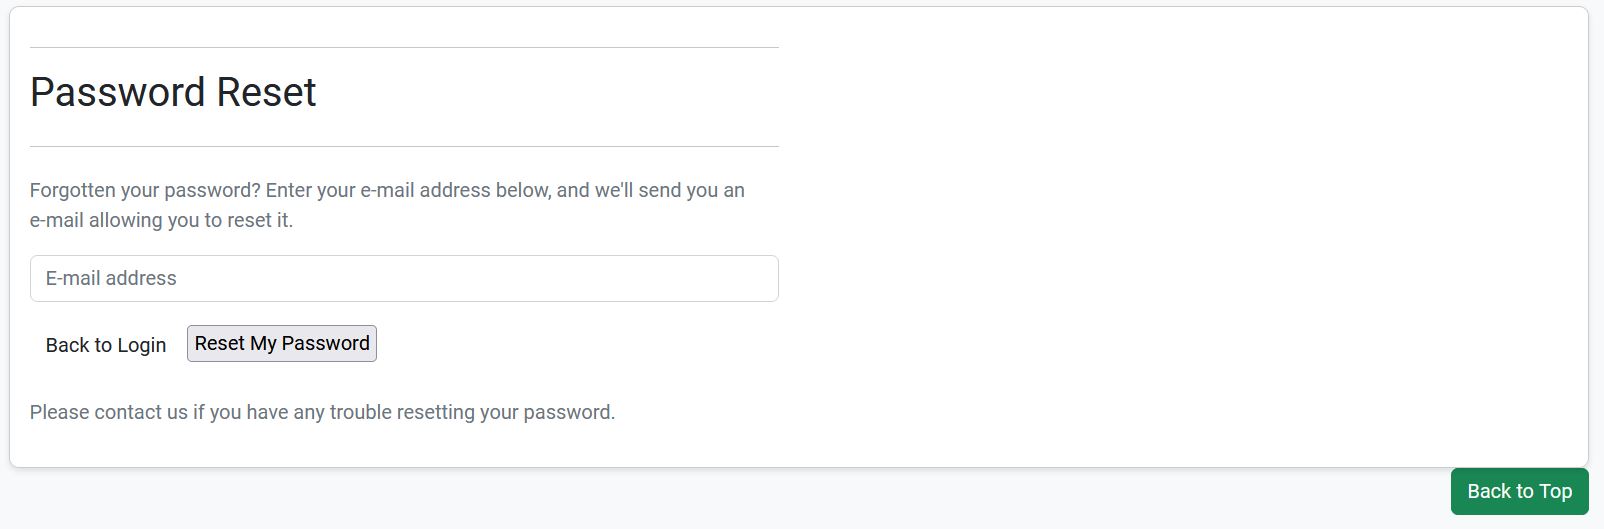 Password Reset
Forgotten your password? Enter your e-mail address below, and we'll send you an
e-mail allowing you to reset it.
E-mail address
Back to Login Reset My Password
Please contact us if you have any trouble resetting your password.
Back to Top